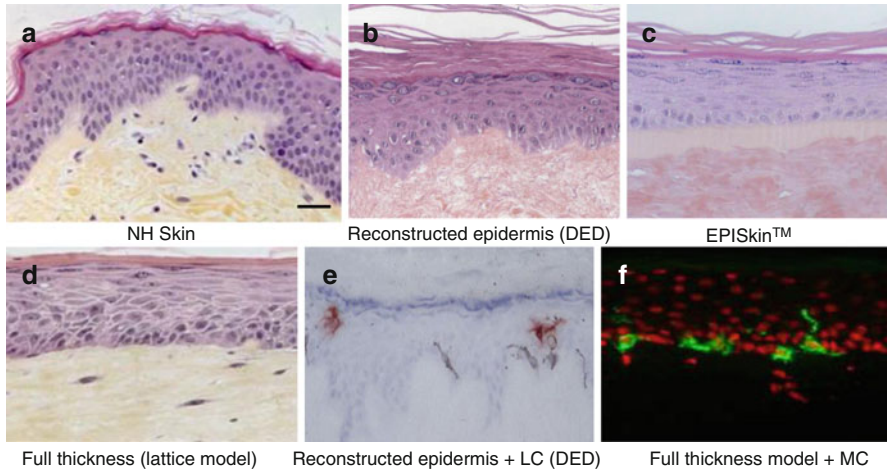 a
b
c
NH Skin
Reconstructed epidermis (DED)
EPISkin™
d
e
f
Full thickness (lattice model)
Reconstructed epidermis + LC (DED)
Full thickness model + MC